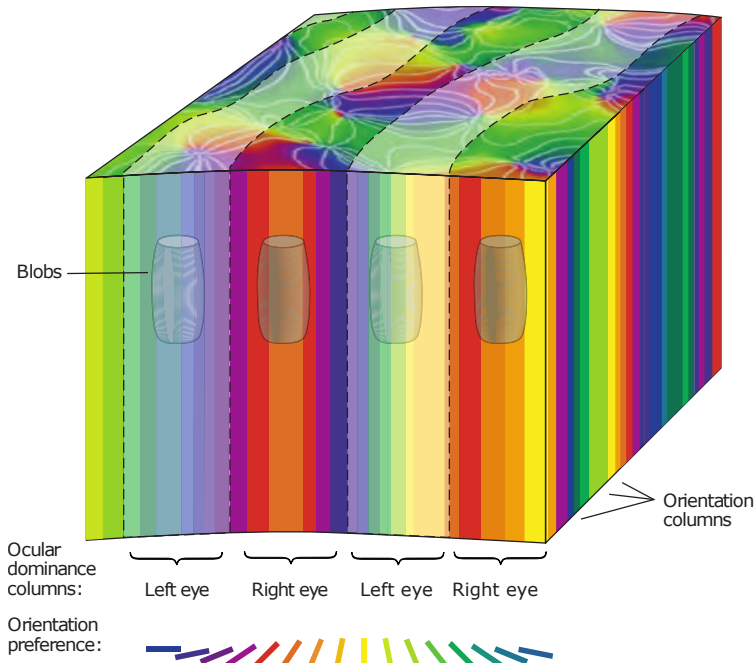 Blobs
Orientation
columns
Ocular
dominance
columns:
Left eye
Right eye
Left eye
Right eye
Orientation
preference: